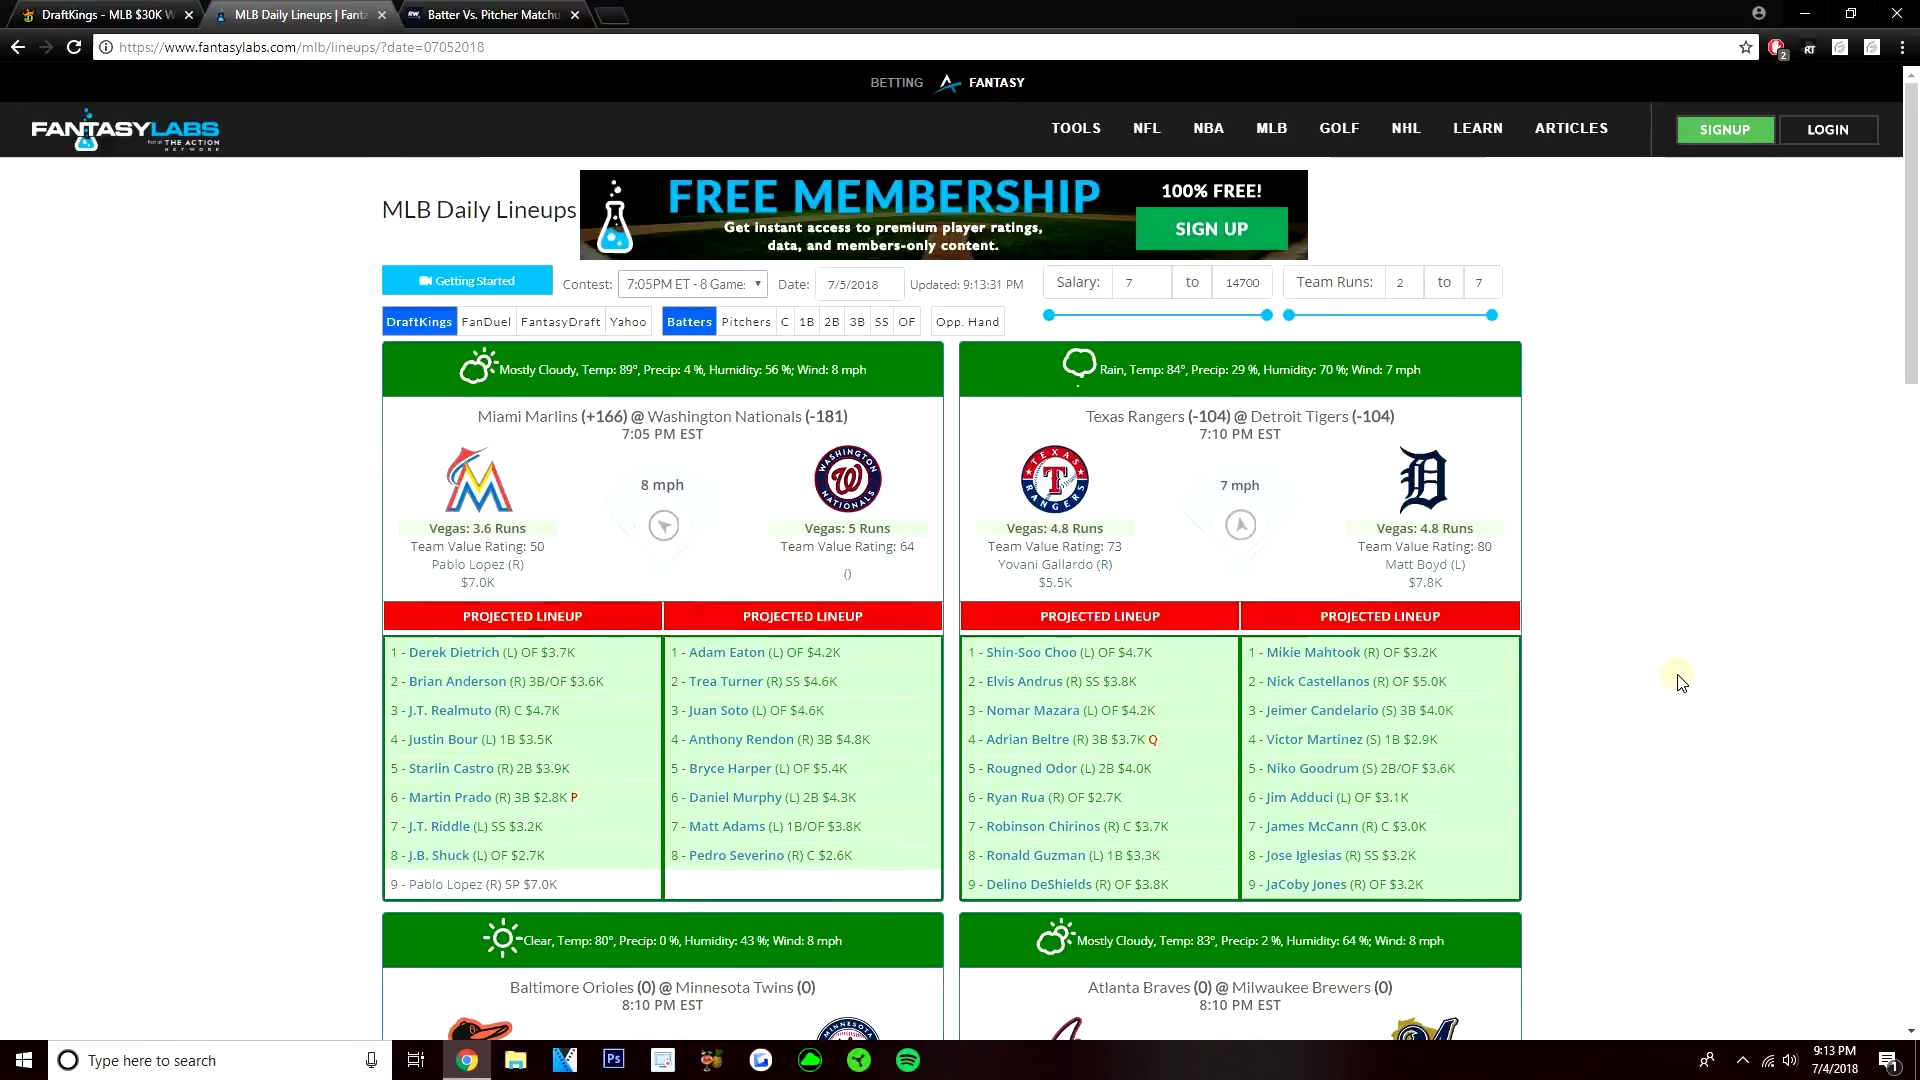 DraftKings - MLB $30K W
MLB Daily Lineups | Fanta
Batter Vs. Pitcher Matchu
https://www.fantasylabs.com/mlb/lineups/?date=07052018
2
RT
BETTING FANTASY
FANTASYLABS
Part of THE ACTION NETWORK
TOOLS NFL NBA MLB GOLF NHL LEARN ARTICLES
SIGNUP LOGIN
MLB Daily Lineups
FREE MEMBERSHIP
Get instant access to premium player ratings,
data, and members-only content.
100% FREE!
SIGN UP
Getting Started
Contest: 7:05PM ET - 8 Game: Date: 7/5/2018 Updated: 9:13:31 PM
Salary: 7 to 14700 Team Runs: 2 to 7
DraftKings FanDuel FantasyDraft Yahoo Batters Pitchers C 1B 2B 3B SS OF Opp. Hand
Mostly Cloudy, Temp: 89°, Precip: 4 %, Humidity: 56 %; Wind: 8 mph
Miami Marlins (+166) @ Washington Nationals (-181)
7:05 PM EST
8 mph
WASHINGTON W NATIONALS
Vegas: 3.6 Runs
Team Value Rating: 50
Pablo Lopez (R)
$7.0K
Vegas: 5 Runs
Team Value Rating: 64
()
PROJECTED LINEUP
1 - Derek Dietrich (L) OF $3.7K
2 - Brian Anderson (R) 3B/OF $3.6K
3 - J.T. Realmuto (R) C $4.7K
4 - Justin Bour (L) 1B $3.5K
5 - Starlin Castro (R) 2B $3.9K
6 - Martin Prado (R) 3B $2.8K P
7 - J.T. Riddle (L) SS $3.2K
8 - J.B. Shuck (L) OF $2.7K
9 - Pablo Lopez (R) SP $7.0K
PROJECTED LINEUP
1 - Adam Eaton (L) OF $4.2K
2 - Trea Turner (R) SS $4.6K
3 - Juan Soto (L) OF $4.6K
4 - Anthony Rendon (R) 3B $4.8K
5 - Bryce Harper (L) OF $5.4K
6 - Daniel Murphy (L) 2B $4.3K
7 - Matt Adams (L) 1B/OF $3.8K
8 - Pedro Severino (R) C $2.6K
Rain, Temp: 84°, Precip: 29 %, Humidity: 70 %; Wind: 7 mph
Texas Rangers (-104) @ Detroit Tigers (-104)
7:10 PM EST
TEXAS T RANGERS
7 mph
D
Vegas: 4.8 Runs
Team Value Rating: 73
Yovani Gallardo (R)
$5.5K
Vegas: 4.8 Runs
Team Value Rating: 80
Matt Boyd (L)
$7.8K
PROJECTED LINEUP
1 - Shin-Soo Choo (L) OF $4.7K
2 - Elvis Andrus (R) SS $3.8K
3 - Nomar Mazara (L) OF $4.2K
4 - Adrian Beltre (R) 3B $3.7K Q
5 - Rougned Odor (L) 2B $4.0K
6 - Ryan Rua (R) OF $2.7K
7 - Robinson Chirinos (R) C $3.7K
8 - Ronald Guzman (L) 1B $3.3K
9 - Delino DeShields (R) OF $3.8K
PROJECTED LINEUP
1 - Mikie Mahtook (R) OF $3.2K
2 - Nick Castellanos (R) OF $5.0K
3 - Jeimer Candelario (S) 3B $4.0K
4 - Victor Martinez (S) 1B $2.9K
5 - Niko Goodrum (S) 2B/OF $3.6K
6 - Jim Adduci (L) OF $3.1K
7 - James McCann (R) C $3.0K
8 - Jose Iglesias (R) SS $3.2K
9 - JaCoby Jones (R) OF $3.2K
Clear, Temp: 80°, Precip: 0 %, Humidity: 43 %; Wind: 8 mph
Baltimore Orioles (0) @ Minnesota Twins (0)
8:10 PM EST
MINNESOTA
Mostly Cloudy, Temp: 83°, Precip: 2 %, Humidity: 64 %; Wind: 8 mph
Atlanta Braves (0) @ Milwaukee Brewers (0)
8:10 PM EST
Type here to search
Ps
9:13 PM
7/4/2018
1